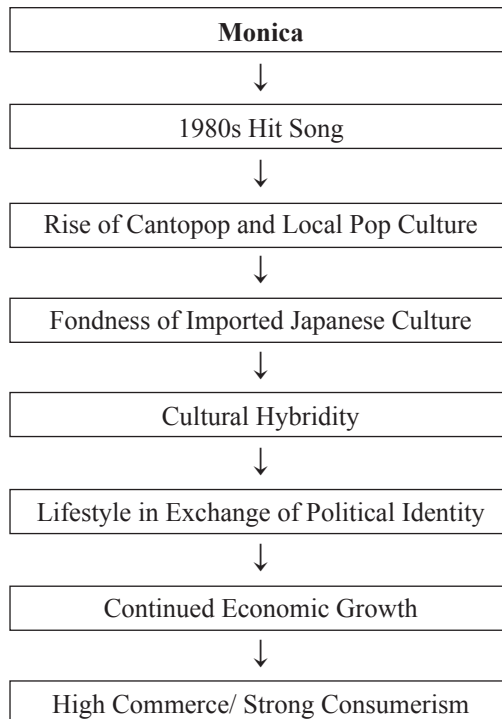 Monica
↓
1980s Hit Song
↓
Rise of Cantopop and Local Pop Culture
↓
Fondness of Imported Japanese Culture
↓
Cultural Hybridity
↓
Lifestyle in Exchange of Political Identity
↓
Continued Economic Growth
↓
High Commerce/ Strong Consumerism